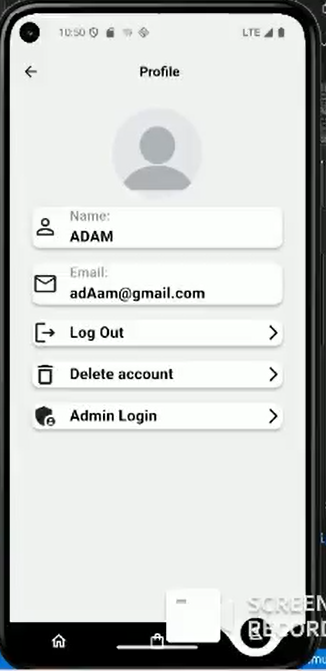 10:50
LTE
Profile
Name:
ADAM
Email:
adAam@gmail.com
Log Out
Delete account
Admin Login
SCREEN
RECORD